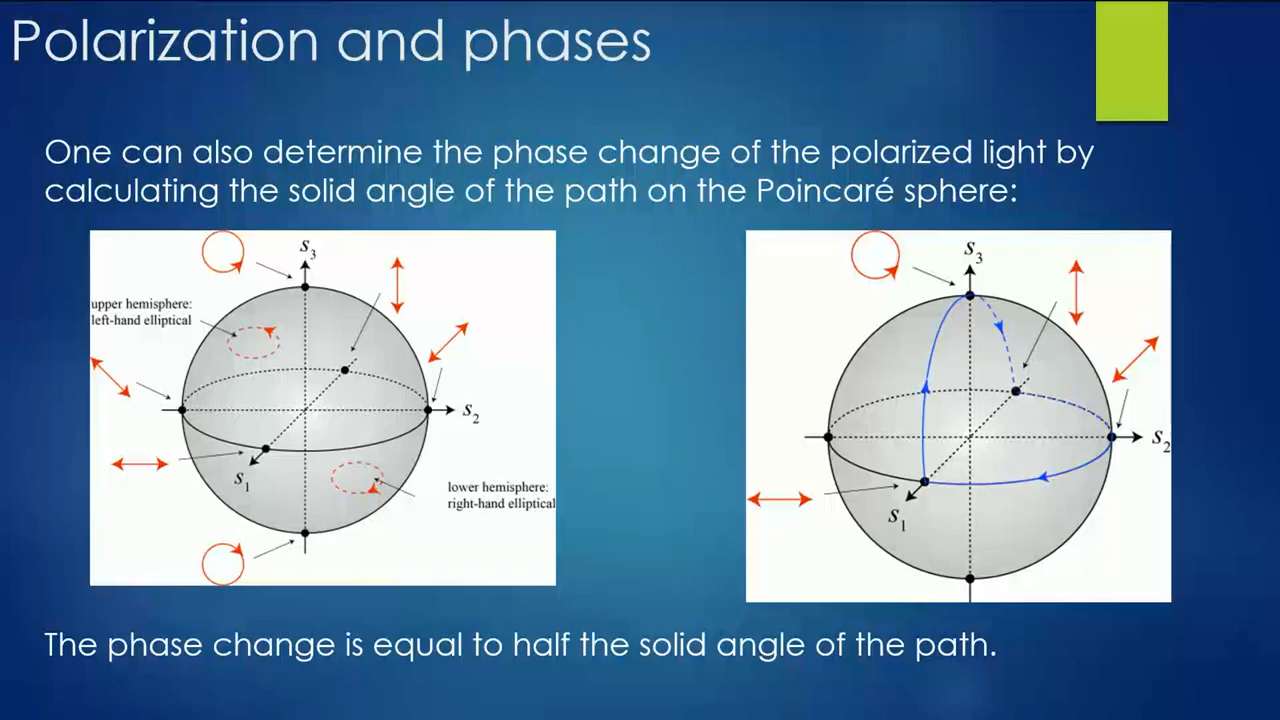 Polarization and phases
One can also determine the phase change of the polarized light by
calculating the solid angle of the path on the Poincaré sphere:
S3
upper hemisphere:
left-hand elliptical
S2
S1
lower hemisphere:
right-hand elliptical
S3
S2
S1
The phase change is equal to half the solid angle of the path.